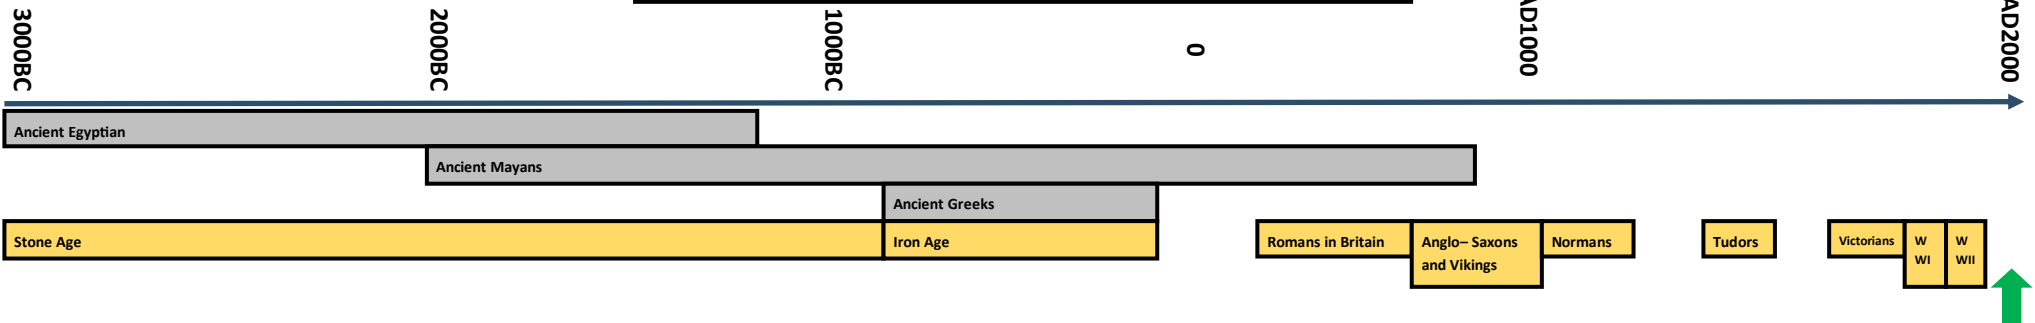 3000BC
2000BC
1000BC
0
AD1000
AD2000
Ancient Egyptian
Ancient Mayans
Ancient Greeks
Stone Age
Iron Age
Romans in Britain
Anglo– Saxons
and Vikings
Normans
Tudors
Victorians
W
WI
W
WII